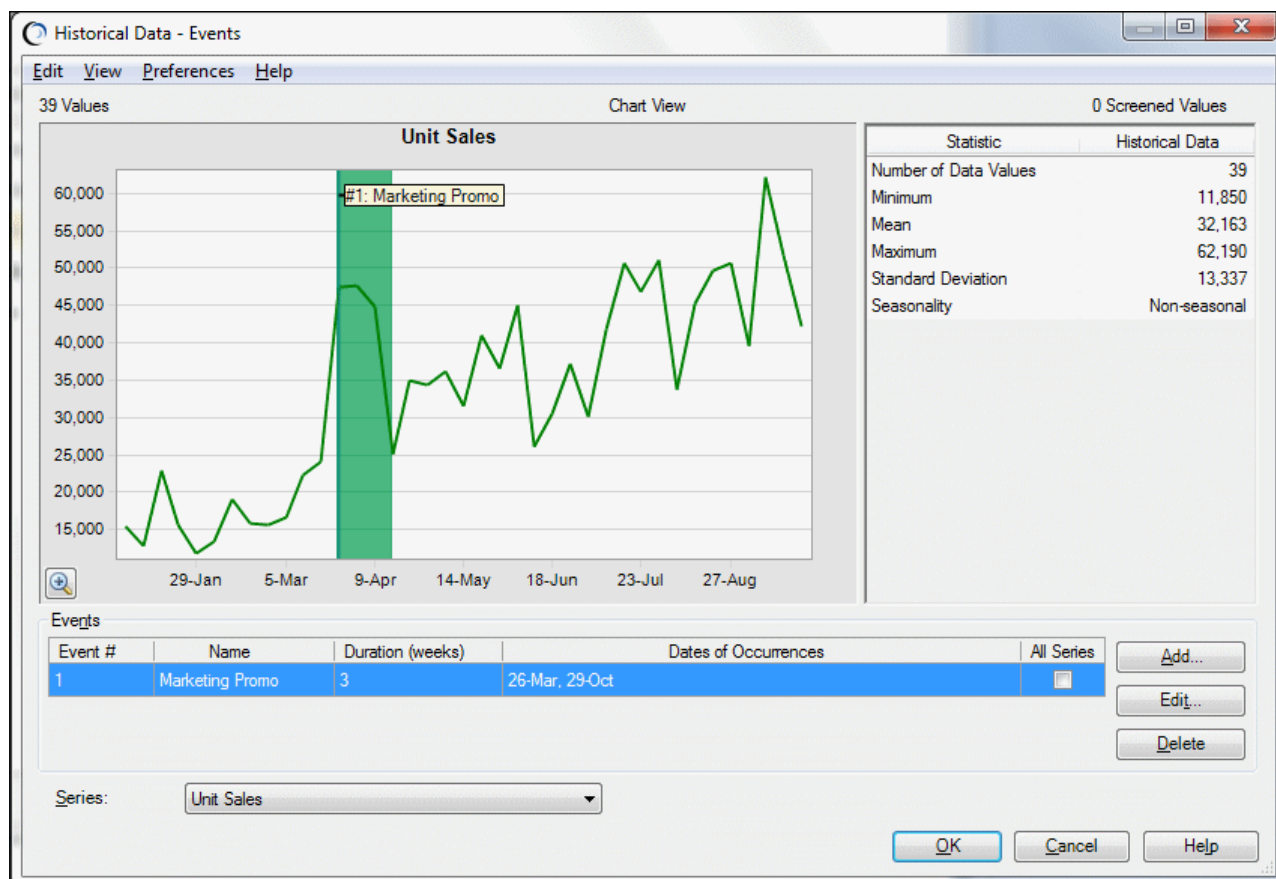 Historical Data - Events
Edit View Preferences Help
39 Values Chart View 0 Screened Values
Unit Sales
60,000
55,000
50,000
45,000
40,000
35,000
30,000
25,000
20,000
15,000
#1: Marketing Promo
29-Jan 5-Mar 9-Apr 14-May 18-Jun 23-Jul 27-Aug
Statistic Historical Data
Number of Data Values 39
Minimum 11,850
Mean 32,163
Maximum 62,190
Standard Deviation 13,337
Seasonality Non-seasonal
Events
Event # Name Duration (weeks) Dates of Occurrences All Series
1 Marketing Promo 3 26-Mar, 29-Oct
Add...
Edit...
Delete
Series: Unit Sales
OK Cancel Help